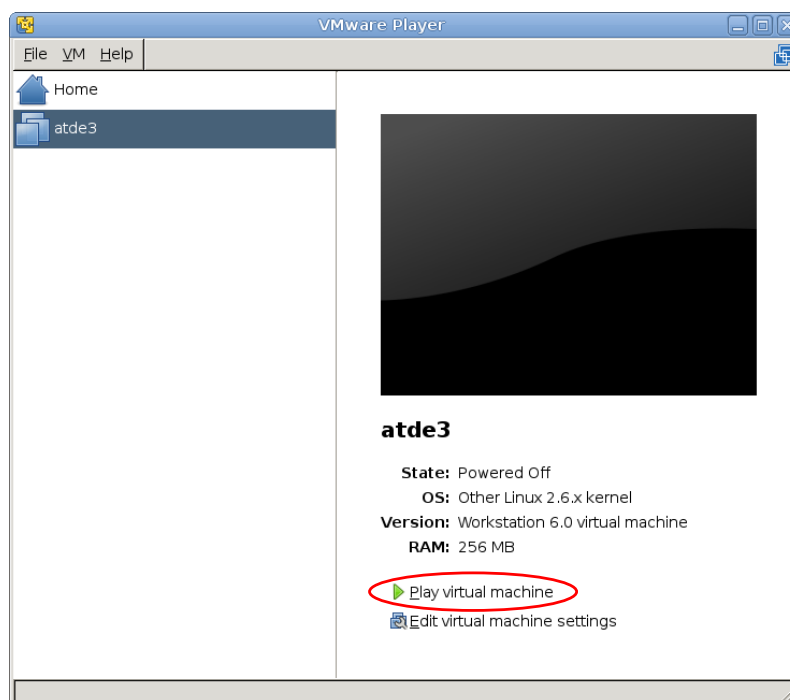 VMware Player
File VM Help
Home
atde3
atde3
State: Powered Off
OS: Other Linux 2.6.x kernel
Version: Workstation 6.0 virtual machine
RAM: 256 MB
Play virtual machine
Edit virtual machine settings